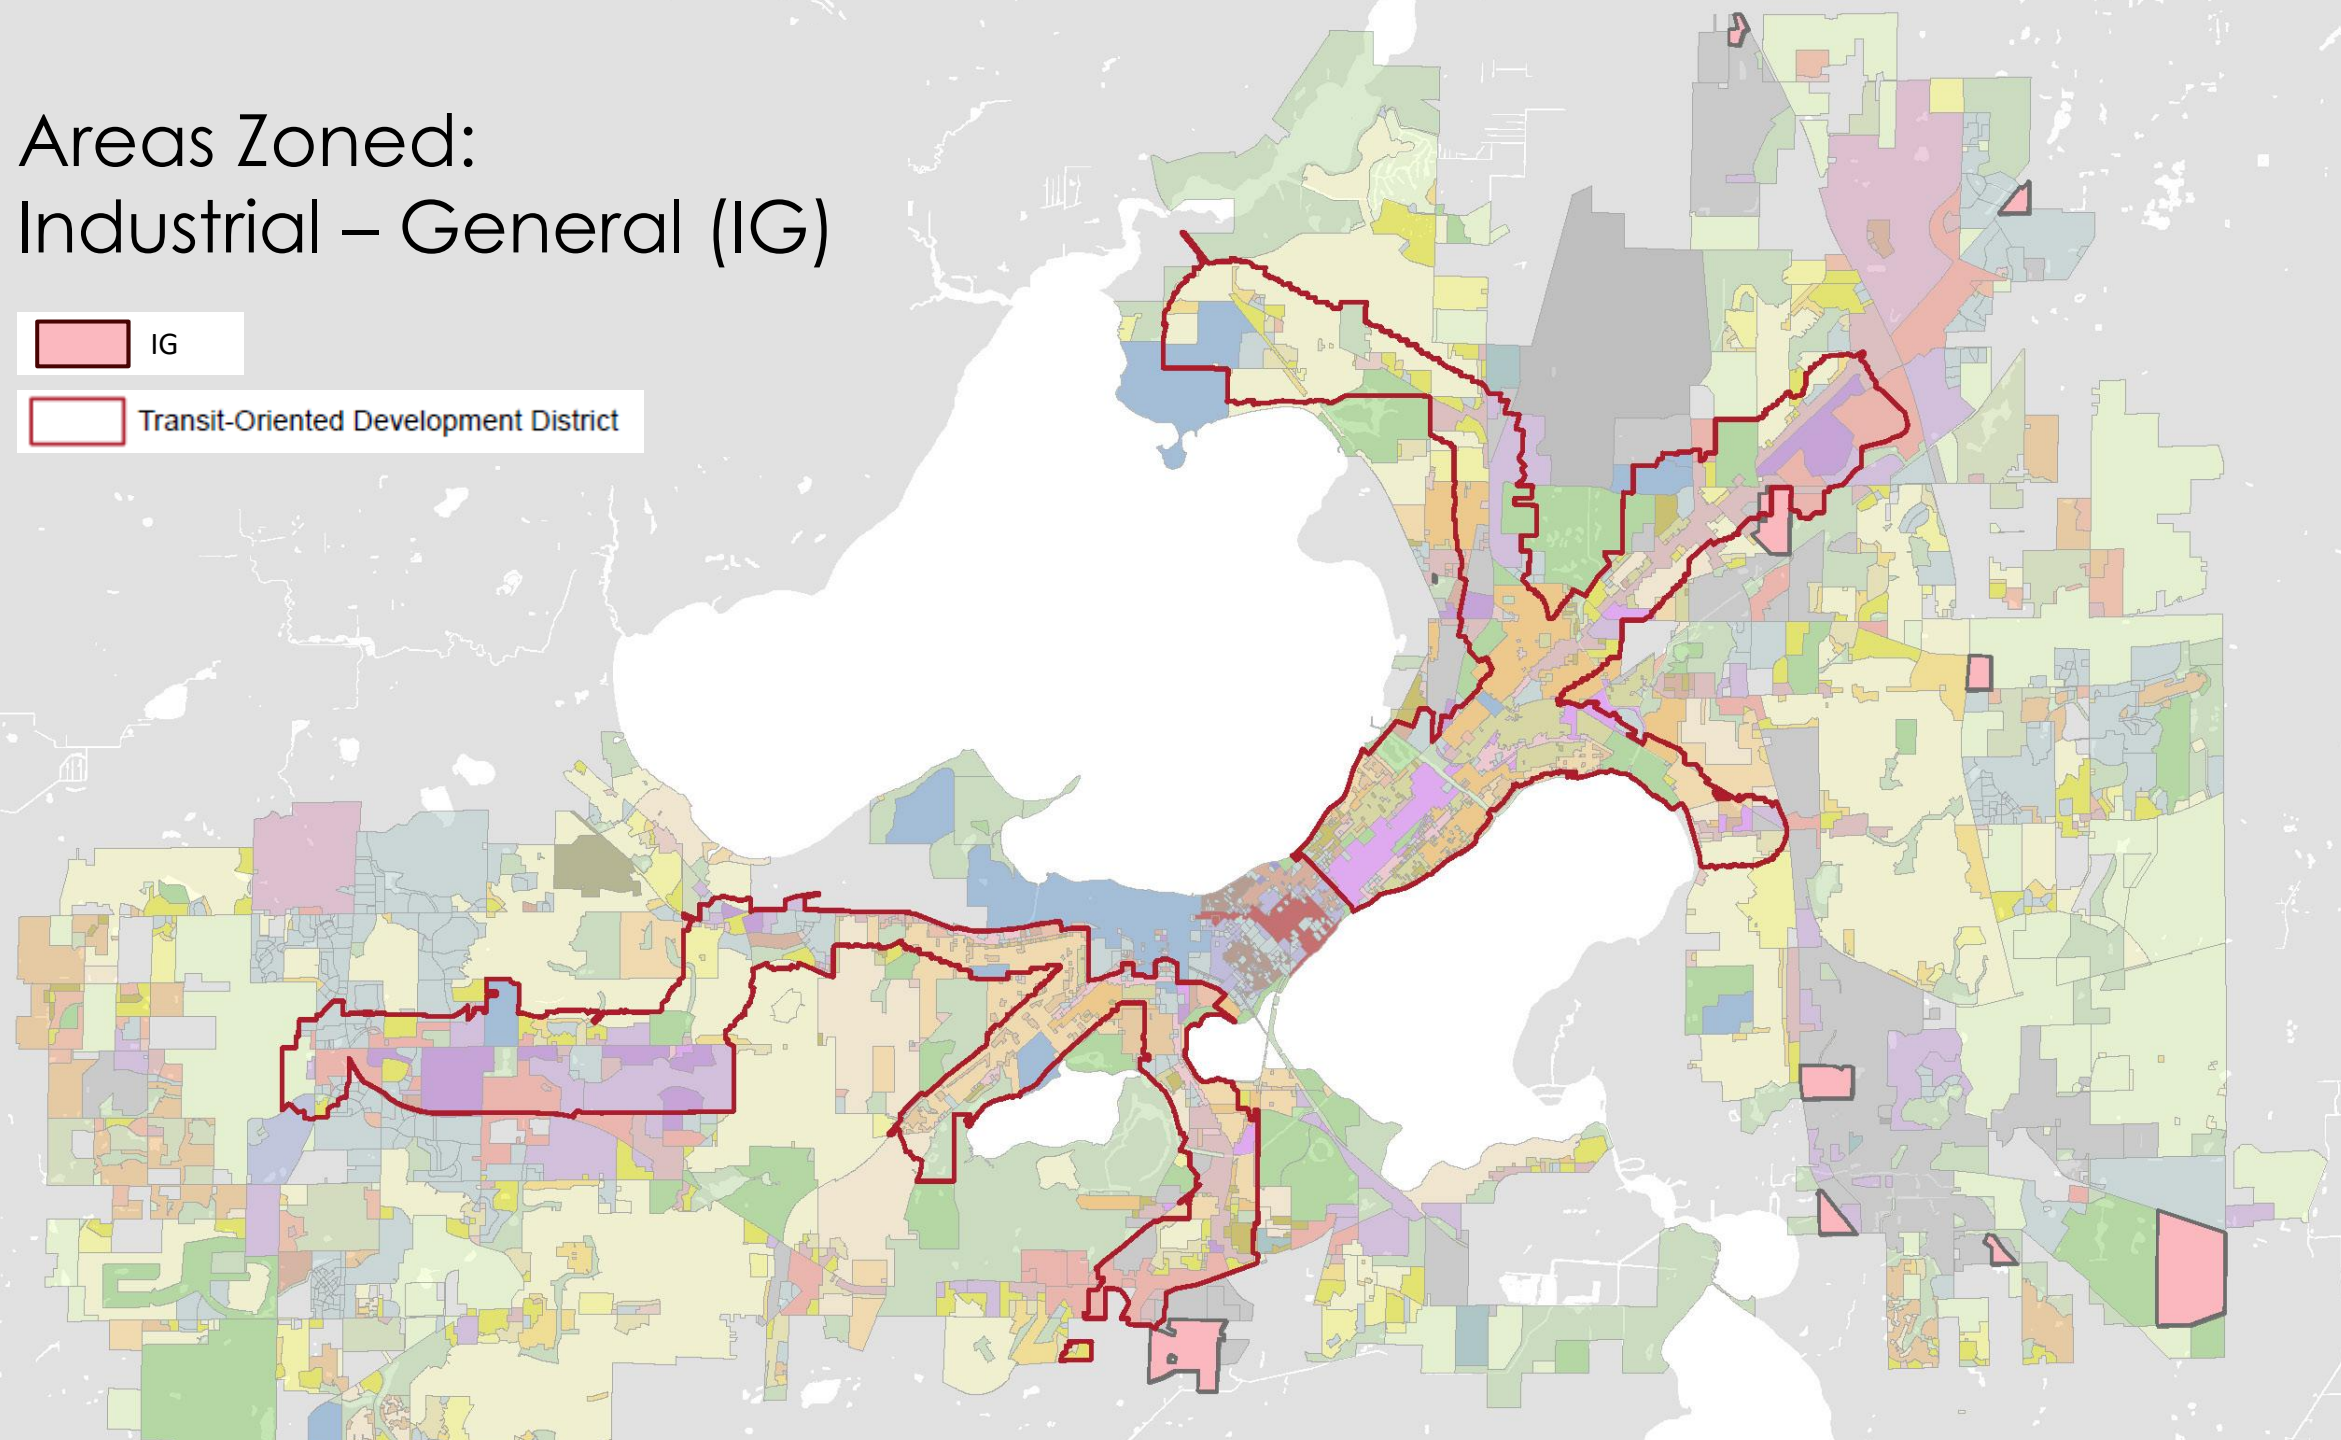 Areas Zoned:
Industrial – General (IG)
IG
Transit-Oriented Development District